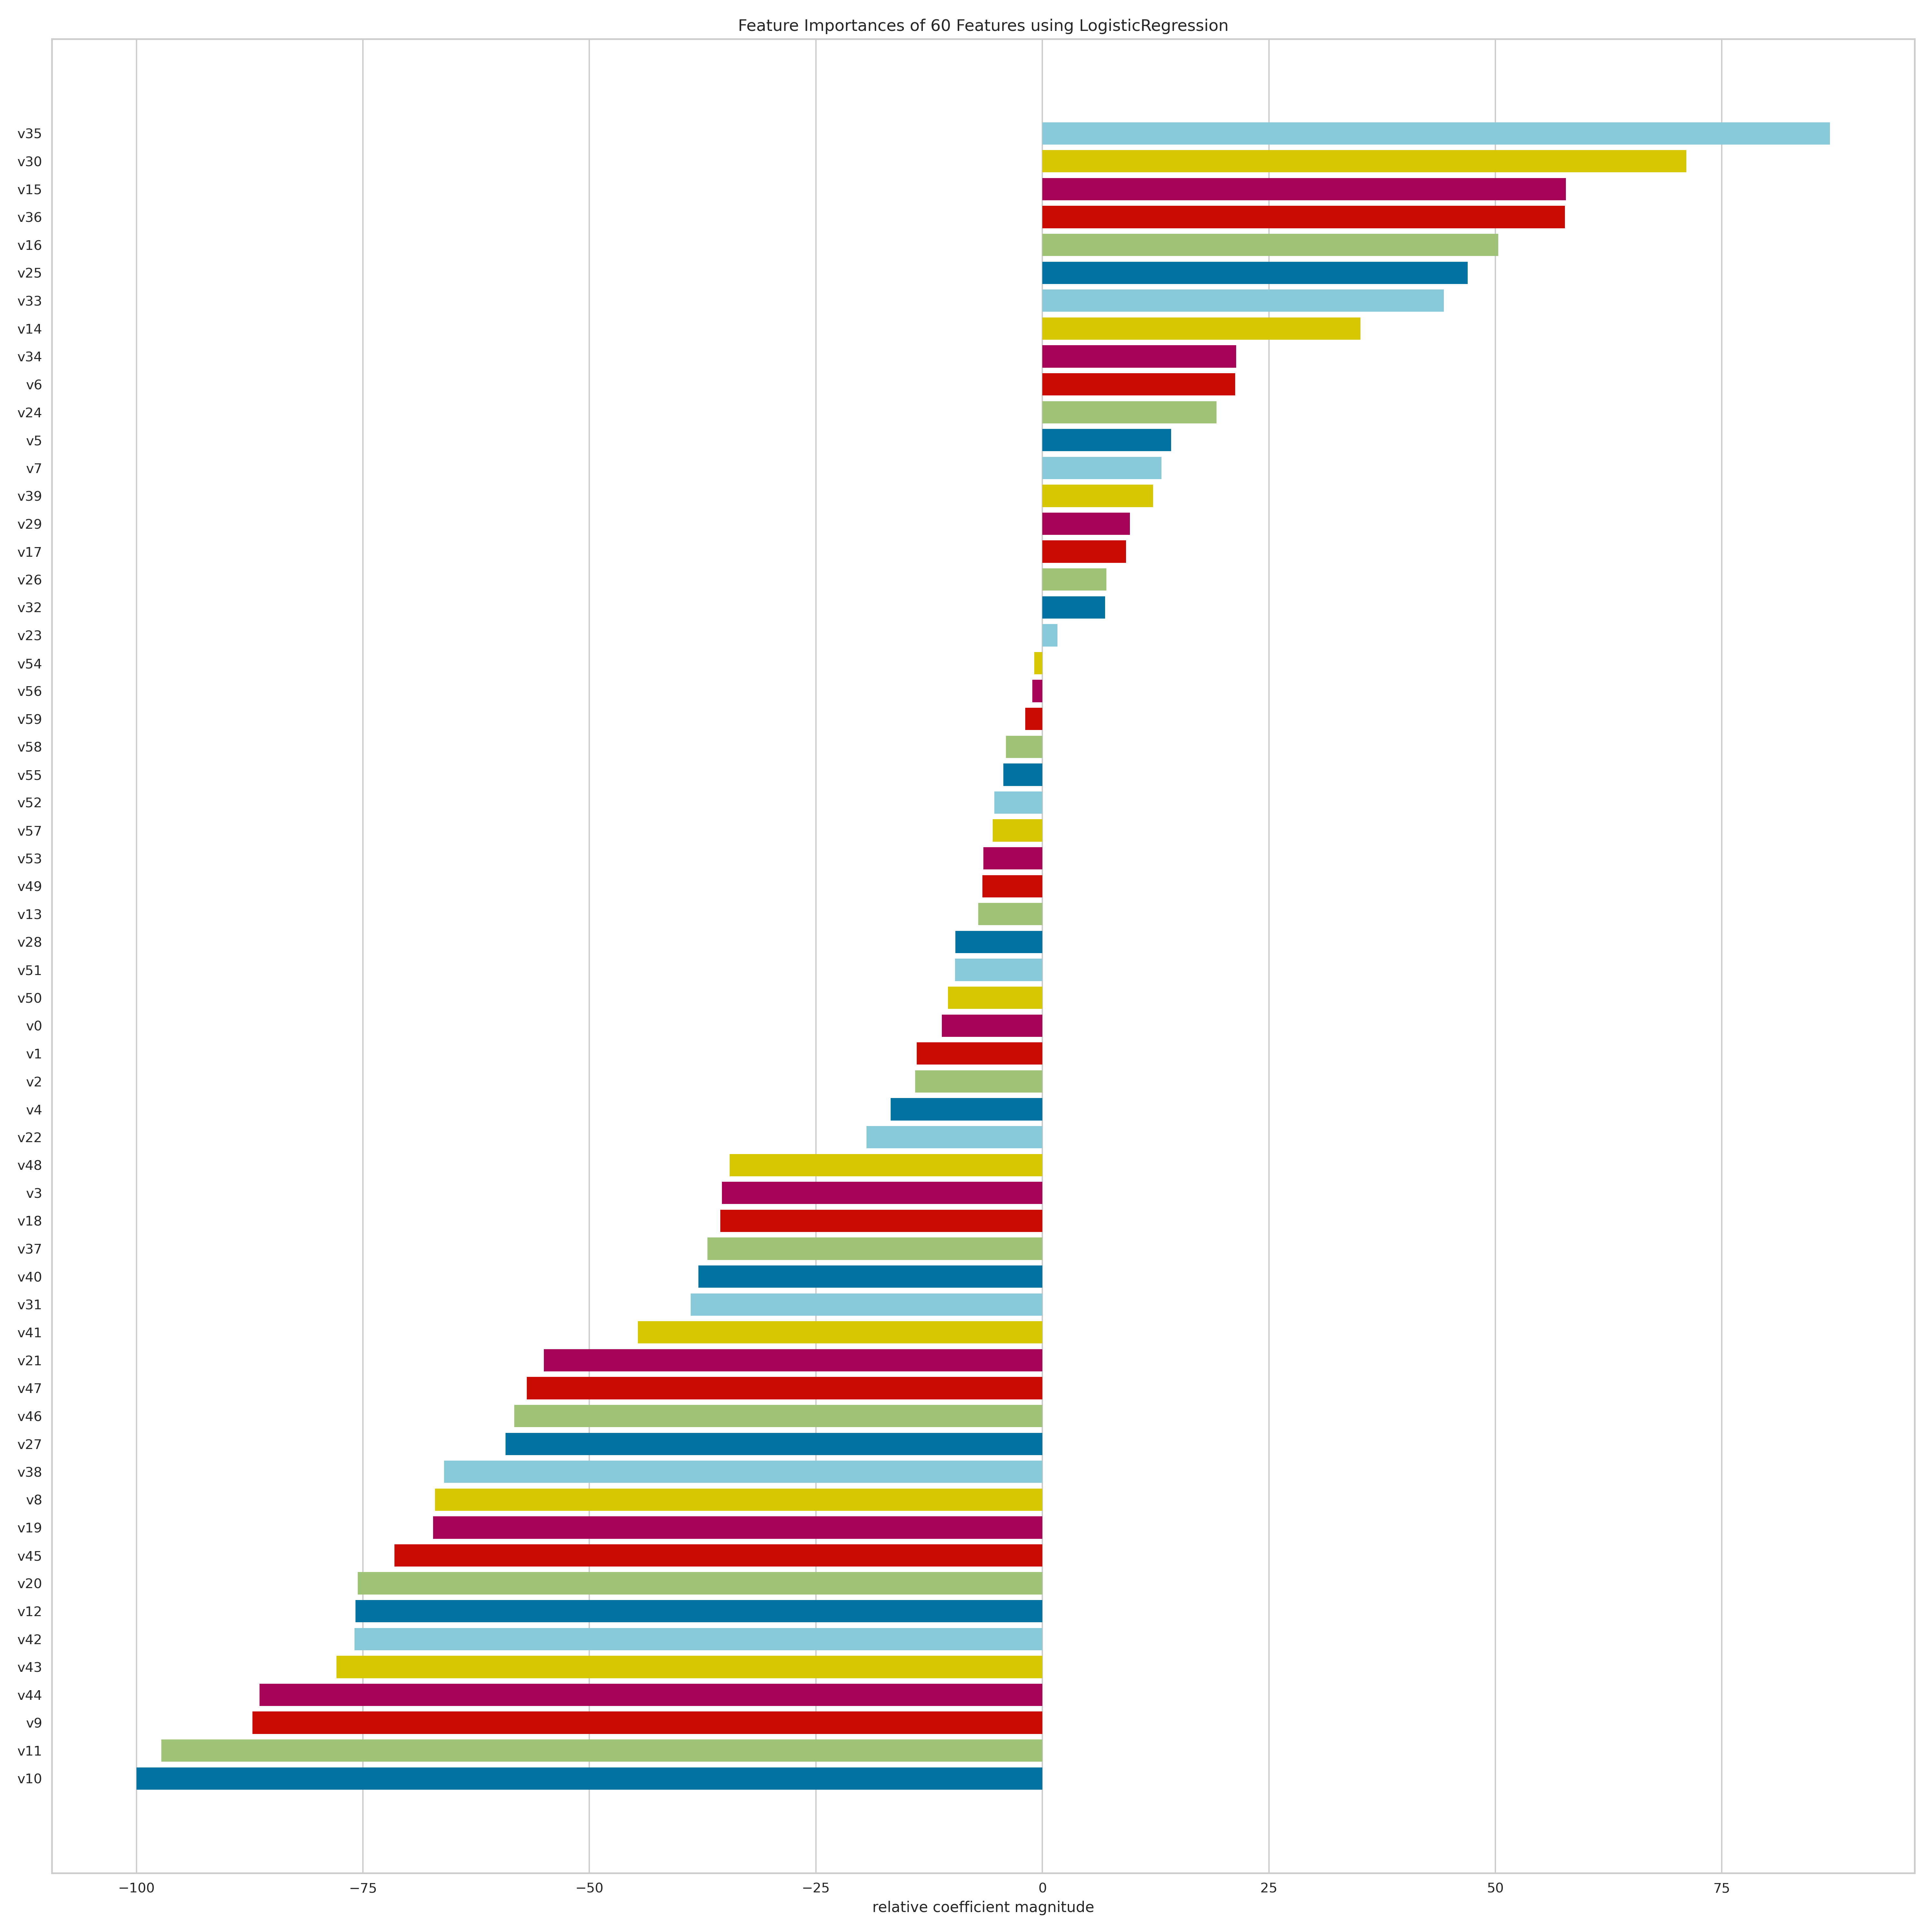 Feature Importances of 60 Features using LogisticRegression
v35
v30
v15
v36
v16
v25
v33
v14
v34
v6
v24
v5
v7
v39
v29
v17
v26
v32
v23
v54
v56
v59
v58
v55
v52
v57
v53
v49
v13
v28
v51
v50
v0
v1
v2
v4
v22
v48
v3
v18
v37
v40
v31
v41
v21
v47
v46
v27
v38
v8
v19
v45
v20
v12
v42
v43
v44
v9
v11
v10
−100 −75 −50 −25 0 25 50 75
relative coefficient magnitude